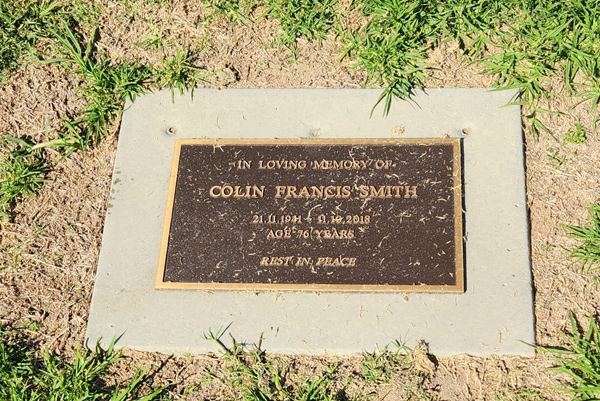 IN LOVING MEMORY OF
COLIN FRANCIS SMITH
21.11.1941 - 11.10.2018
AGE 76 YEARS
REST IN PEACE